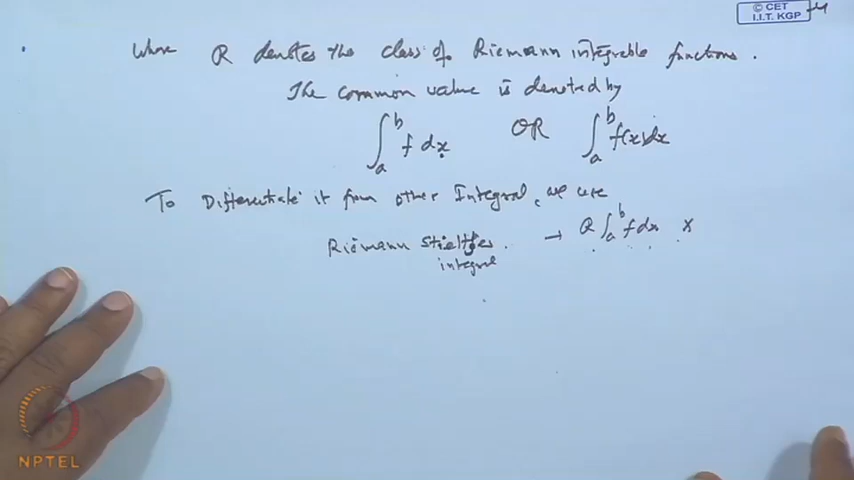 © CET
I.I.T. KGP
Where R denotes the class of Riemann integrable functions.
The common value is denoted by
∫_a^b f dx OR ∫_a^b f(x)dx
To Differentiate it from other Integral, we use
Riemann Stieltjes → R ∫_a^b f dx x
integral
NPTEL